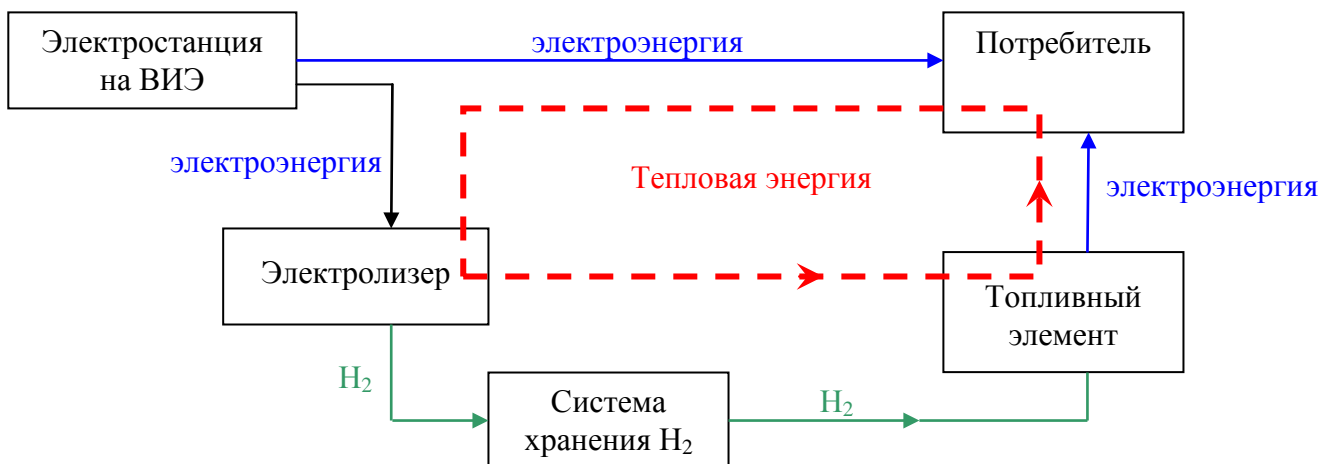 Электростанция
на ВИЭ
электроэнергия
Потребитель
электроэнергия
Тепловая энергия
электроэнергия
Электролизер
Топливный
элемент
H₂
Система
хранения H₂
H₂